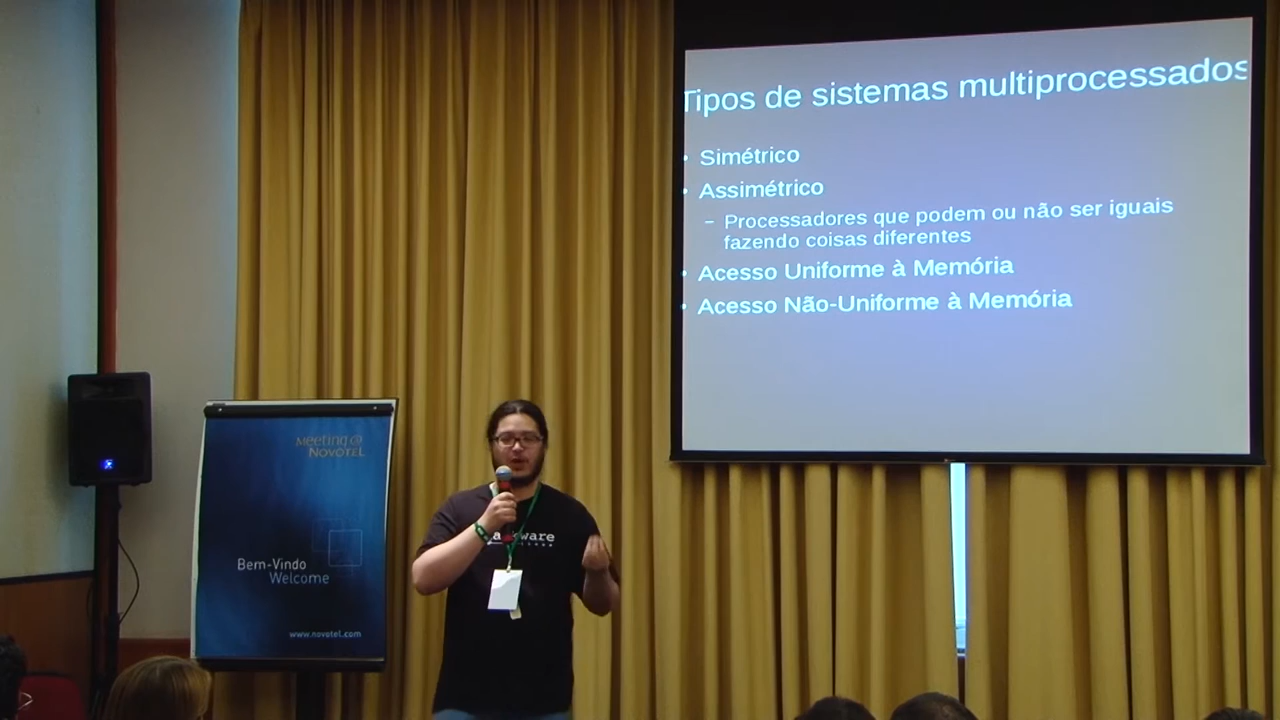 Tipos de sistemas multiprocessados
• Simétrico
• Assimétrico
– Processadores que podem ou não ser iguais
fazendo coisas diferentes
• Acesso Uniforme à Memória
• Acesso Não-Uniforme à Memória
Meeting@
Novotel
Bem-Vindo
Welcome
www.novotel.com